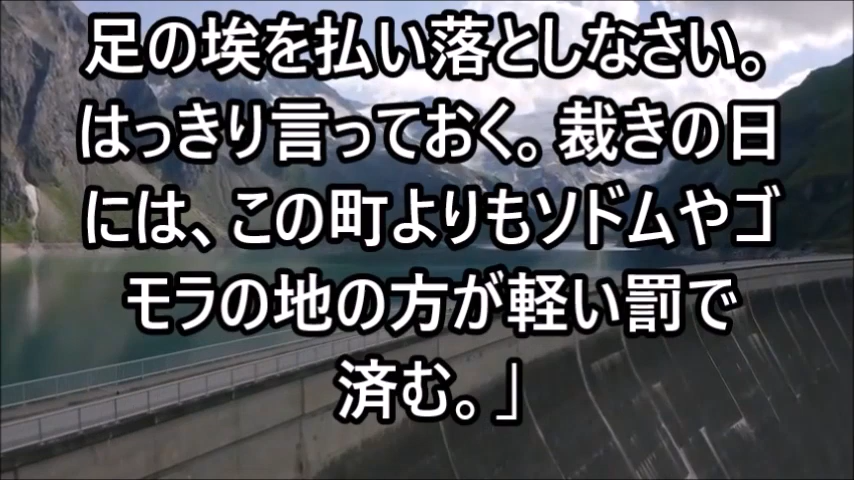 足の埃を払い落としなさい。
はっきり言っておく。裁きの日
には、この町よりもソドムやゴ
モラの地の方が軽い罰で
済む。」